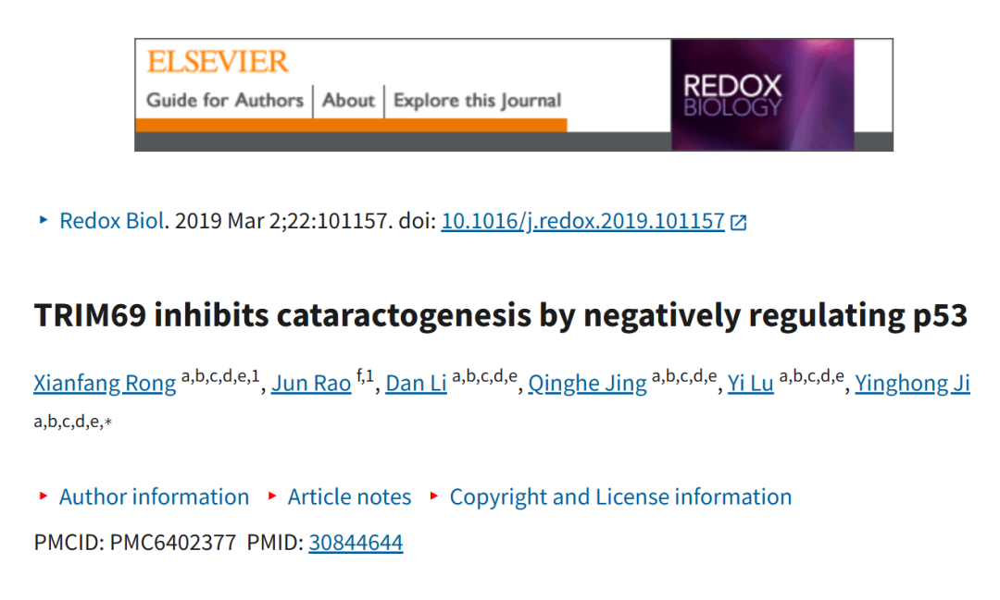 ELSEVIER
Guide for Authors | About | Explore this Journal
REDOX
BIOLOGY
‣ Redox Biol. 2019 Mar 2;22:101157. doi: 10.1016/j.redox.2019.101157
TRIM69 inhibits cataractogenesis by negatively regulating p53
Xianfang Rong a,b,c,d,e,1, Jun Rao f,1, Dan Li a,b,c,d,e, Qinghe Jing a,b,c,d,e, Yi Lu a,b,c,d,e, Yinghong Ji
a,b,c,d,e,∗
‣ Author information ‣ Article notes ‣ Copyright and License information
PMCID: PMC6402377 PMID: 30844644